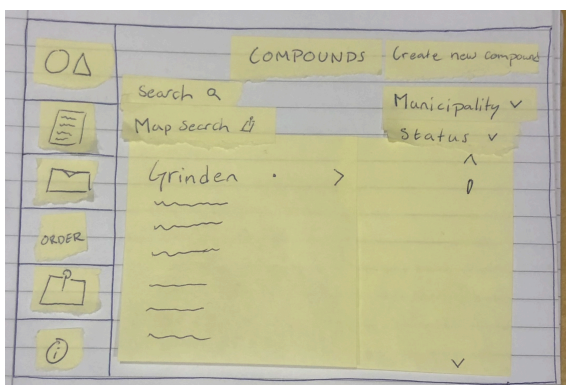 COMPOUNDS
Create new compound
Search
Map Search
Municipality
Status
Grinden
ORDER
i